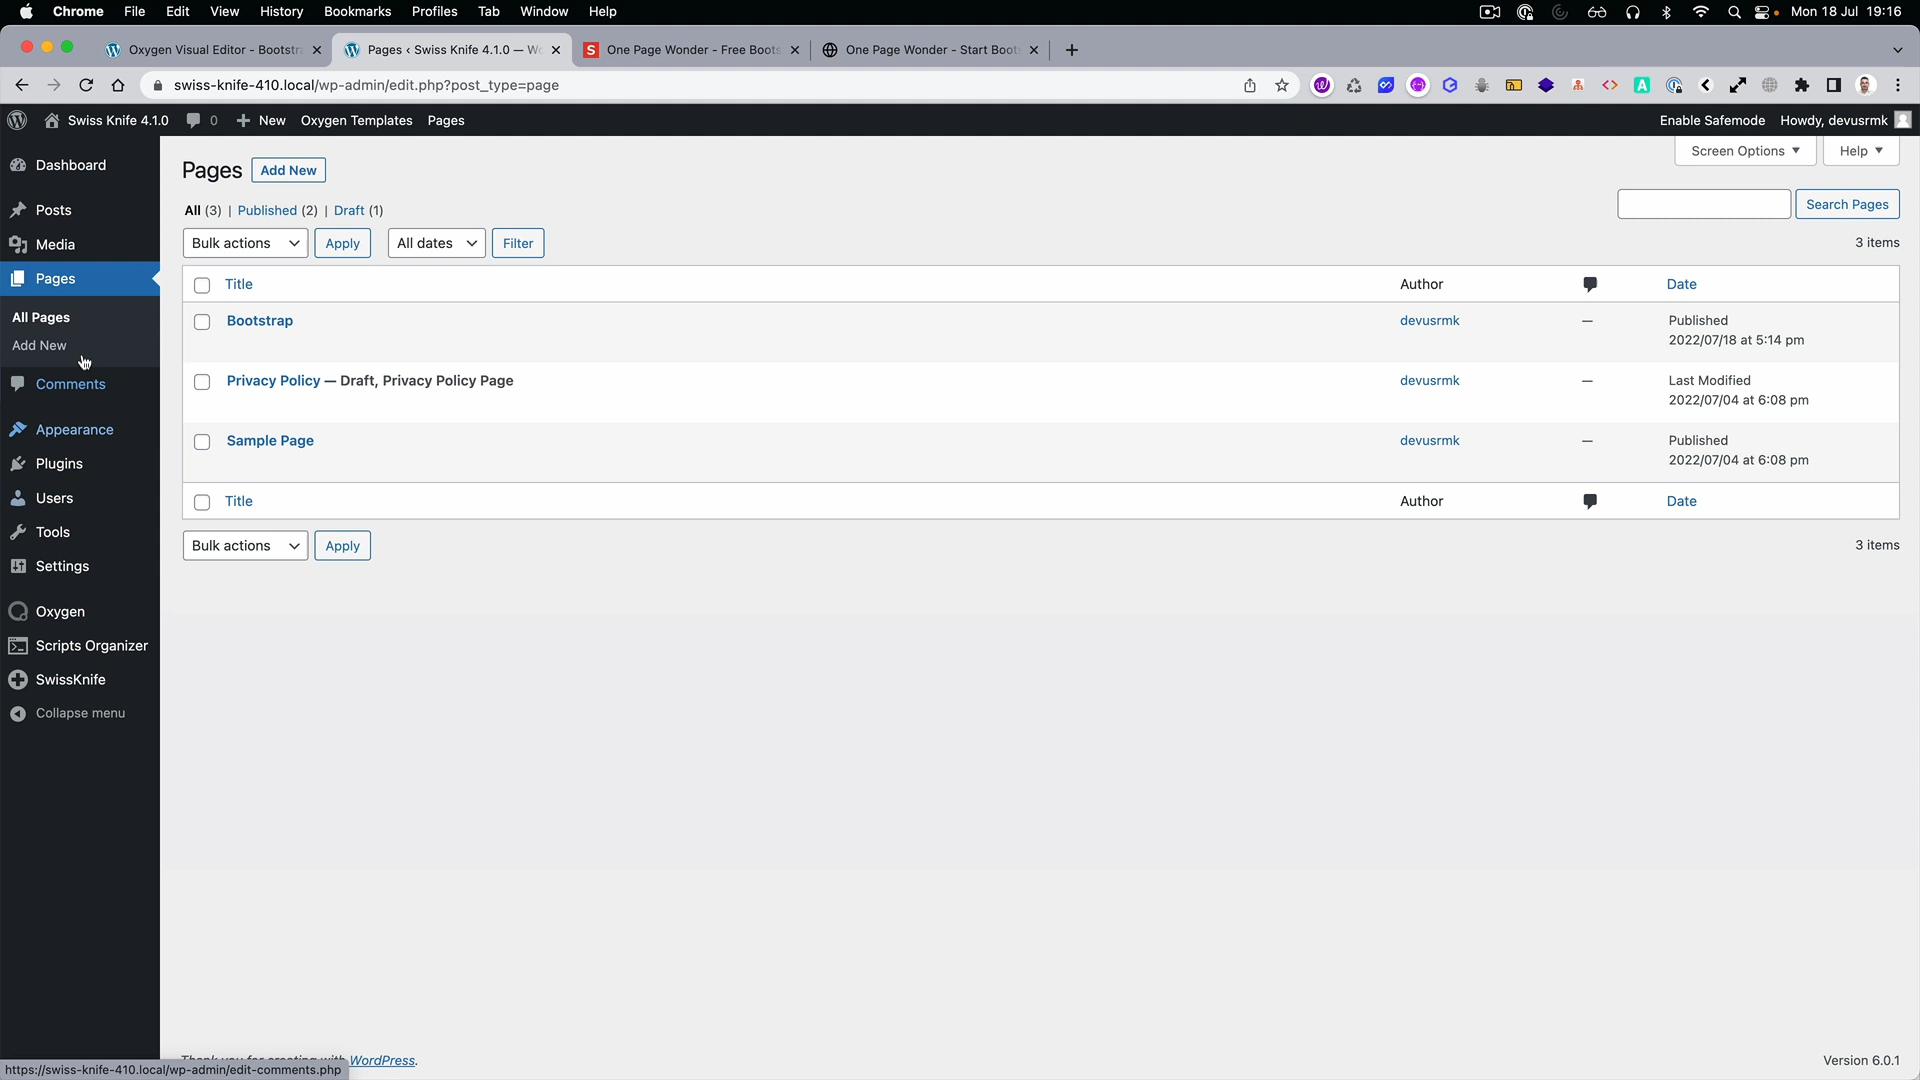 Chrome File Edit View History Bookmarks Profiles Tab Window Help Mon 18 Jul 19:16
Oxygen Visual Editor - Bootstr Pages ‹ Swiss Knife 4.1.0 — Wo One Page Wonder - Free Boots One Page Wonder - Start Boot
swiss-knife-410.local/wp-admin/edit.php?post_type=page
Swiss Knife 4.1.0 0 New Oxygen Templates Pages Enable Safemode Howdy, devusrmk
Dashboard
Posts
Media
Pages
All Pages
Add New
Comments
Appearance
Plugins
Users
Tools
Settings
Oxygen
Scripts Organizer
SwissKnife
Collapse menu
Screen Options Help
Pages Add New
All (3) | Published (2) | Draft (1)
Search Pages
Bulk actions Apply All dates Filter 3 items
Title Author Date
Bootstrap devusrmk — Published
2022/07/18 at 5:14 pm
Privacy Policy — Draft, Privacy Policy Page devusrmk — Last Modified
2022/07/04 at 6:08 pm
Sample Page devusrmk — Published
2022/07/04 at 6:08 pm
Title Author Date
Bulk actions Apply 3 items
Thank you for creating with WordPress. Version 6.0.1
https://swiss-knife-410.local/wp-admin/edit-comments.php